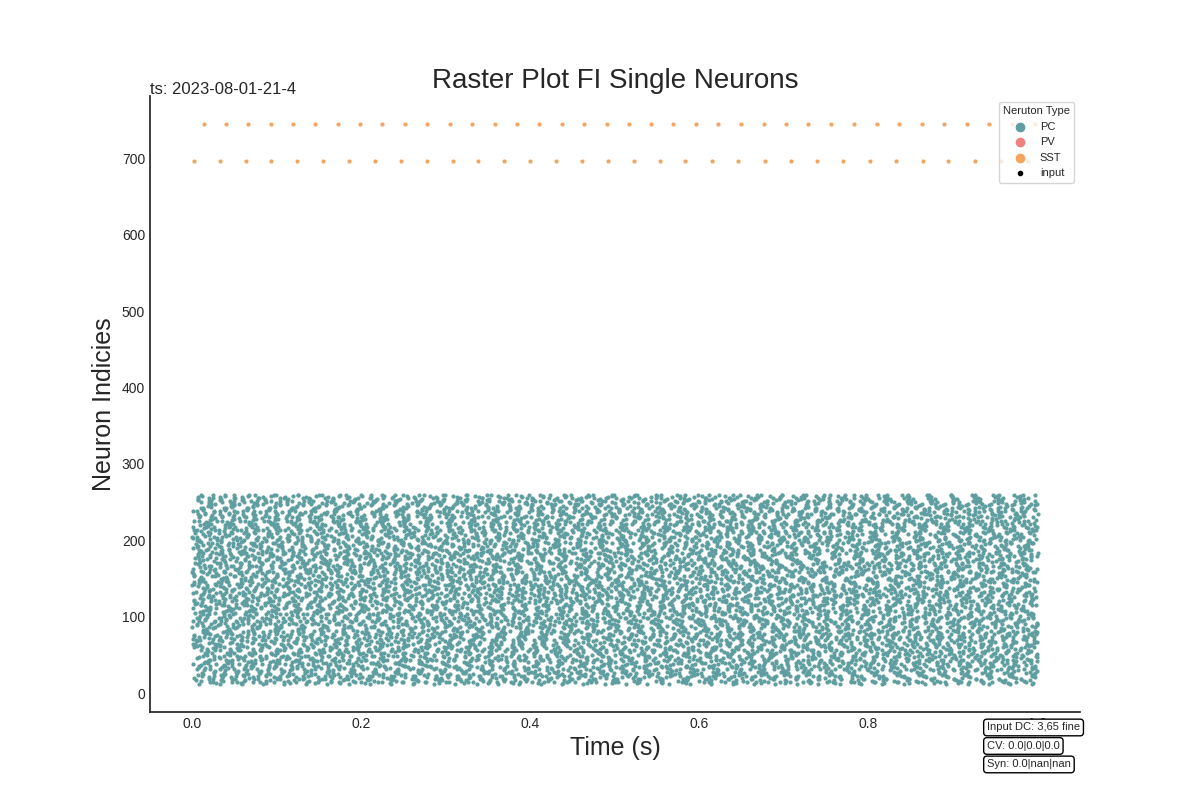 Raster Plot FI Single Neurons
ts: 2023-08-01-21-4
Neruton Type
PC
PV
SST
input
700
600
500
400
300
200
100
0
Neuron Indicies
0.0 0.2 0.4 0.6 0.8
Time (s)
Input DC: 3,65 fine
CV: 0.0|0.0|0.0
Syn: 0.0|nan|nan